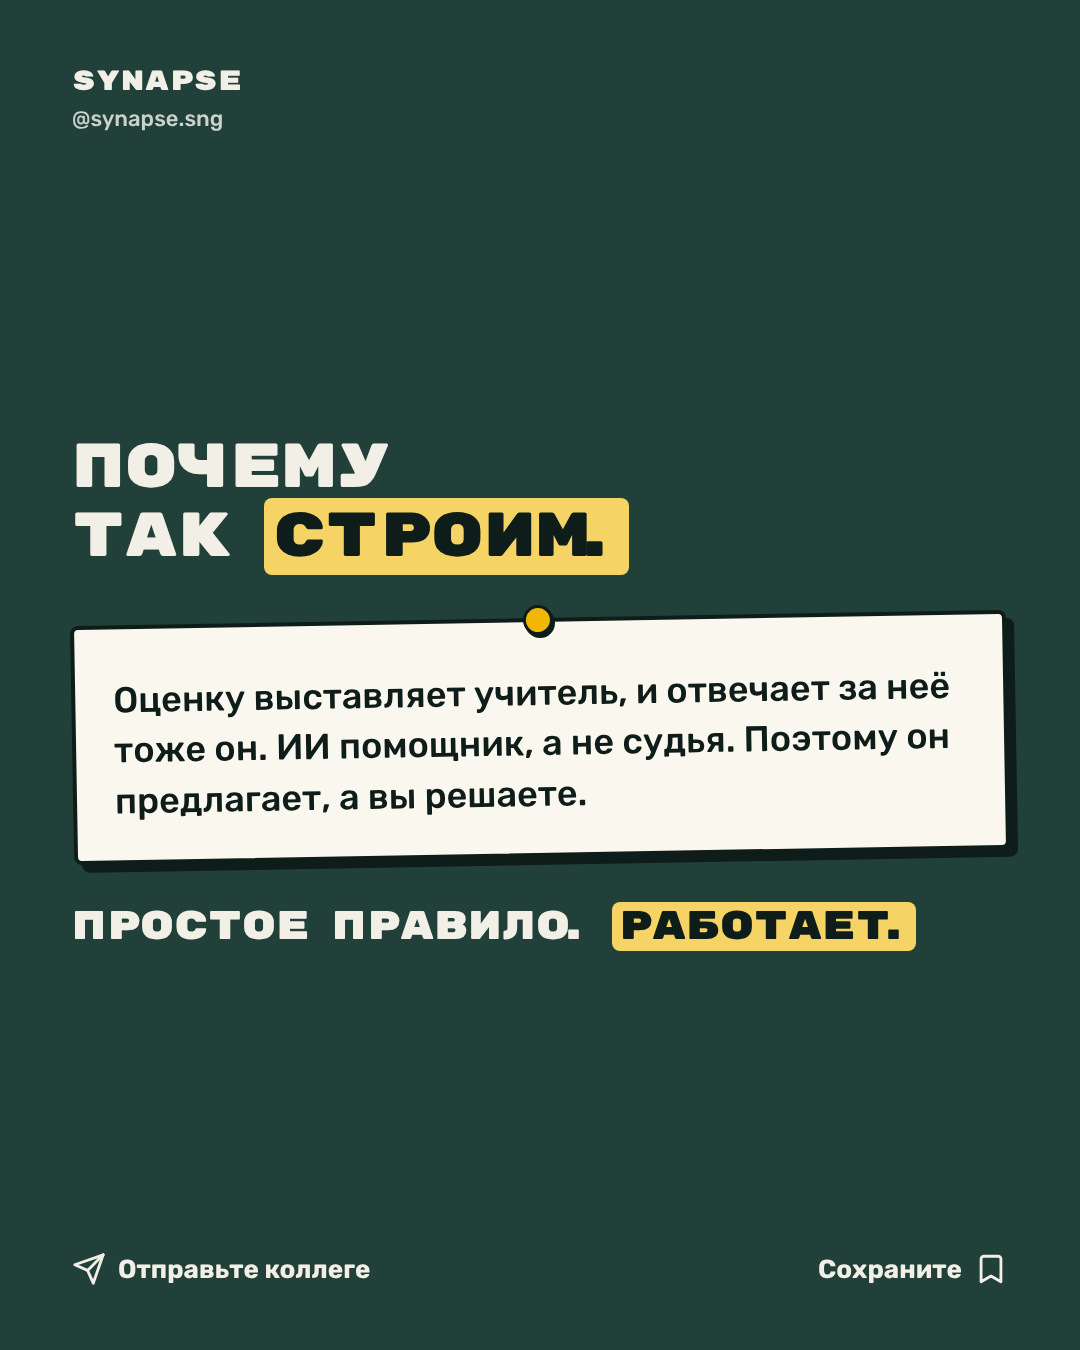 SYNAPSE
@synapse.sng
ПОЧЕМУ
ТАК СТРОИМ.
Оценку выставляет учитель, и отвечает за неё
тоже он. ИИ помощник, а не судья. Поэтому он
предлагает, а вы решаете.
ПРОСТОЕ ПРАВИЛО. РАБОТАЕТ.
Отправьте коллеге
Сохраните